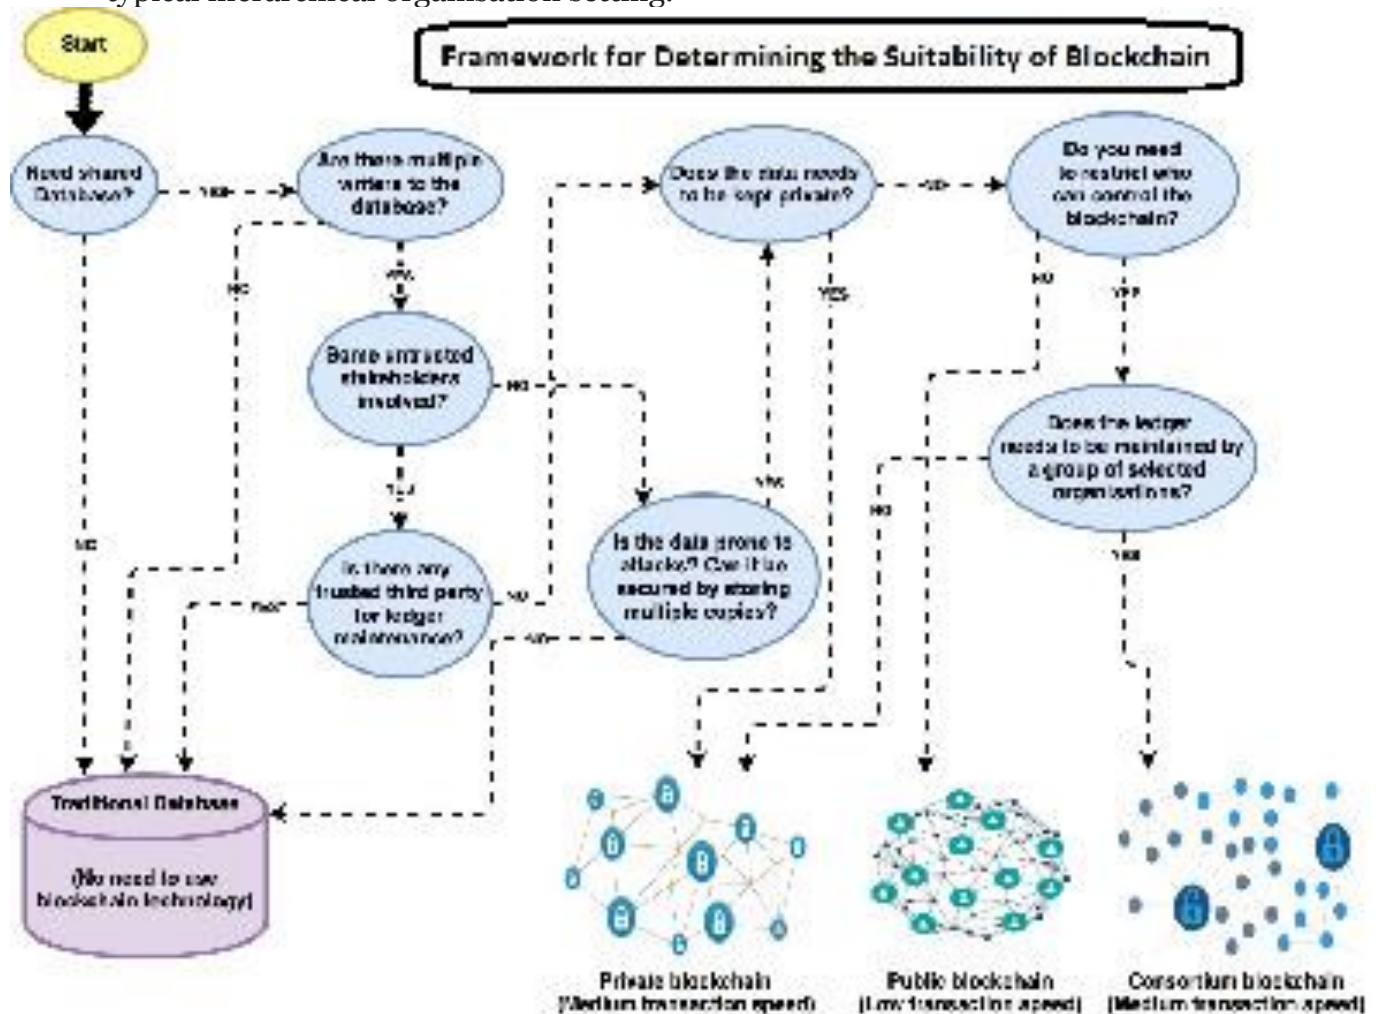 typical hierarchical organisation setting.
Start
Framework for Determining the Suitability of Blockchain
Need shared
Database?
YES
Are there multiple
writers to the
database?
Does the data needs
to be kept private?
NO
Do you need
to restrict who
can control the
blockchain?
NO
YES
YES
NO
YES
Some untrusted
stakeholders
involved?
NO
Does the ledger
needs to be maintained by
a group of selected
organisations?
YES
YES
NO
NO
Is the data prone to
attacks? Can it be
secured by storing
multiple copies?
YES
Is there any
trusted third party
for ledger
maintenance?
YES
NO
NO
Traditional Database
(No need to use
blockchain technology)
Private blockchain
(Medium transaction speed)
Public blockchain
(Low transaction speed)
Consortium blockchain
(Medium transaction speed)